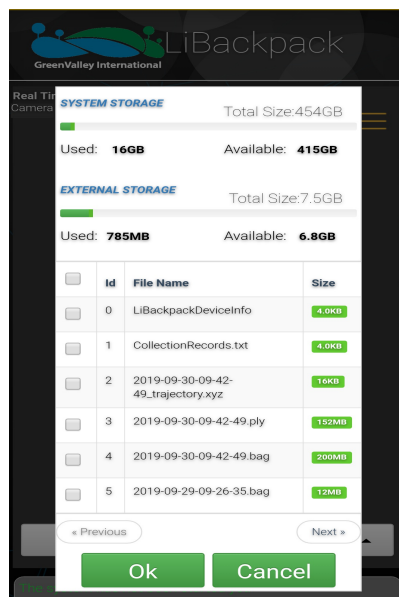 LiBackpack
GreenValley International
Real Tim
Camera
SYSTEM STORAGE
Total Size:454GB
Used: 16GB Available: 415GB
EXTERNAL STORAGE
Total Size:7.5GB
Used: 785MB Available: 6.8GB
Id File Name Size
0 LiBackpackDeviceInfo 4.0KB
1 CollectionRecords.txt 4.0KB
2 2019-09-30-09-42-
49_trajectory.xyz 16KB
3 2019-09-30-09-42-49.ply 152MB
4 2019-09-30-09-42-49.bag 200MB
5 2019-09-29-09-26-35.bag 12MB
« Previous Next »
Ok Cancel